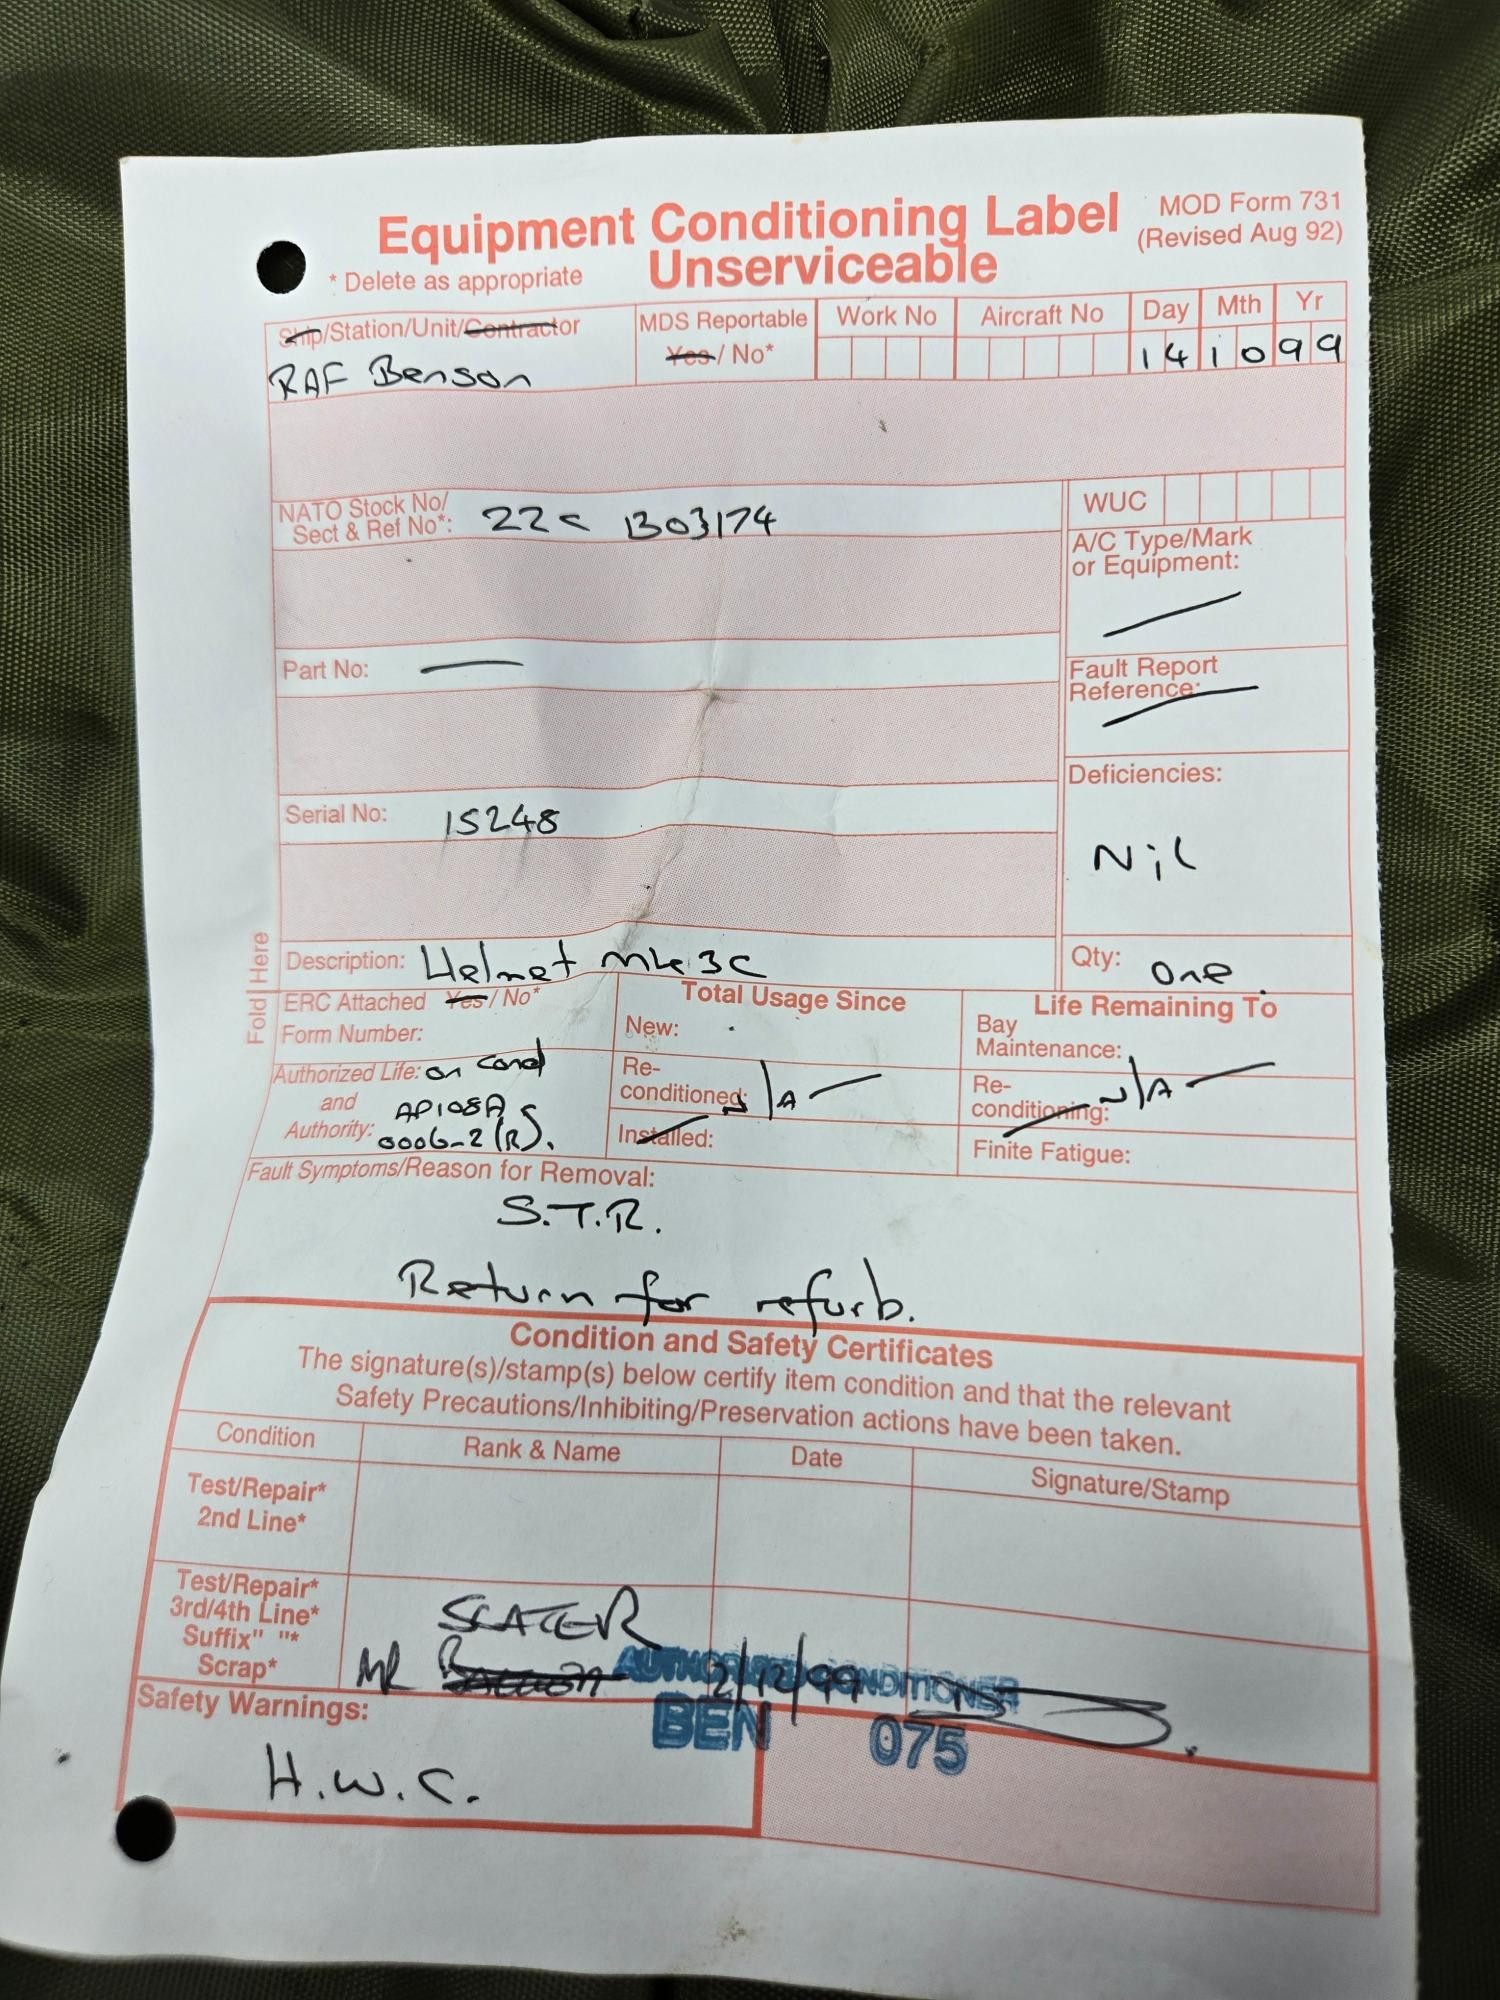 Equipment Conditioning Label
Unserviceable
MOD Form 731
(Revised Aug 92)
* Delete as appropriate
Ship/Station/Unit/Contractor
RAF Benson
MDS Reportable
Yes / No*
Work No
Aircraft No
Day Mth Yr
14 10 99
NATO Stock No/
Sect & Ref No*: 22c 1303174
WUC
A/C Type/Mark
or Equipment:
Part No: —
Fault Report
Reference:
Serial No: 15248
Deficiencies:
Nil
Fold Here
Description: Helmet Mk 3C
Qty: one
ERC Attached Yes / No*
Form Number:
Authorized Life: on cond
and
Authority: AP108A
0006-2 (R)S.
Total Usage Since
New:
Re-
conditioned: N/A
Installed:
Life Remaining To
Bay
Maintenance:
Re-
conditioning: N/A
Finite Fatigue:
Fault Symptoms/Reason for Removal:
S.T.R.
Return for refurb.
Condition and Safety Certificates
The signature(s)/stamp(s) below certify item condition and that the relevant
Safety Precautions/Inhibiting/Preservation actions have been taken.
Condition Rank & Name Date Signature/Stamp
Test/Repair*
2nd Line*
Test/Repair*
3rd/4th Line*
Suffix" "*
Scrap*
SLATER
MR
2/12/99
AUTHORISED CONDITIONER
BEN 075
Safety Warnings:
H.W.C.